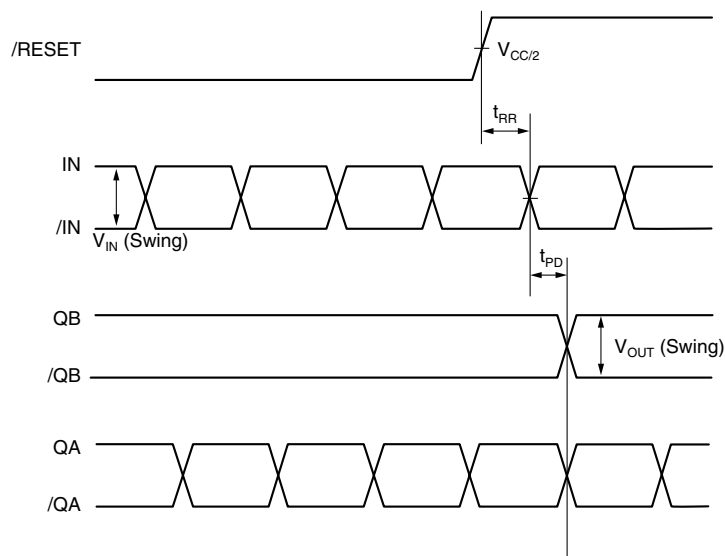 /RESET
VCC/2
tRR
IN
/IN
VIN (Swing)
tPD
QB
/QB
VOUT (Swing)
QA
/QA